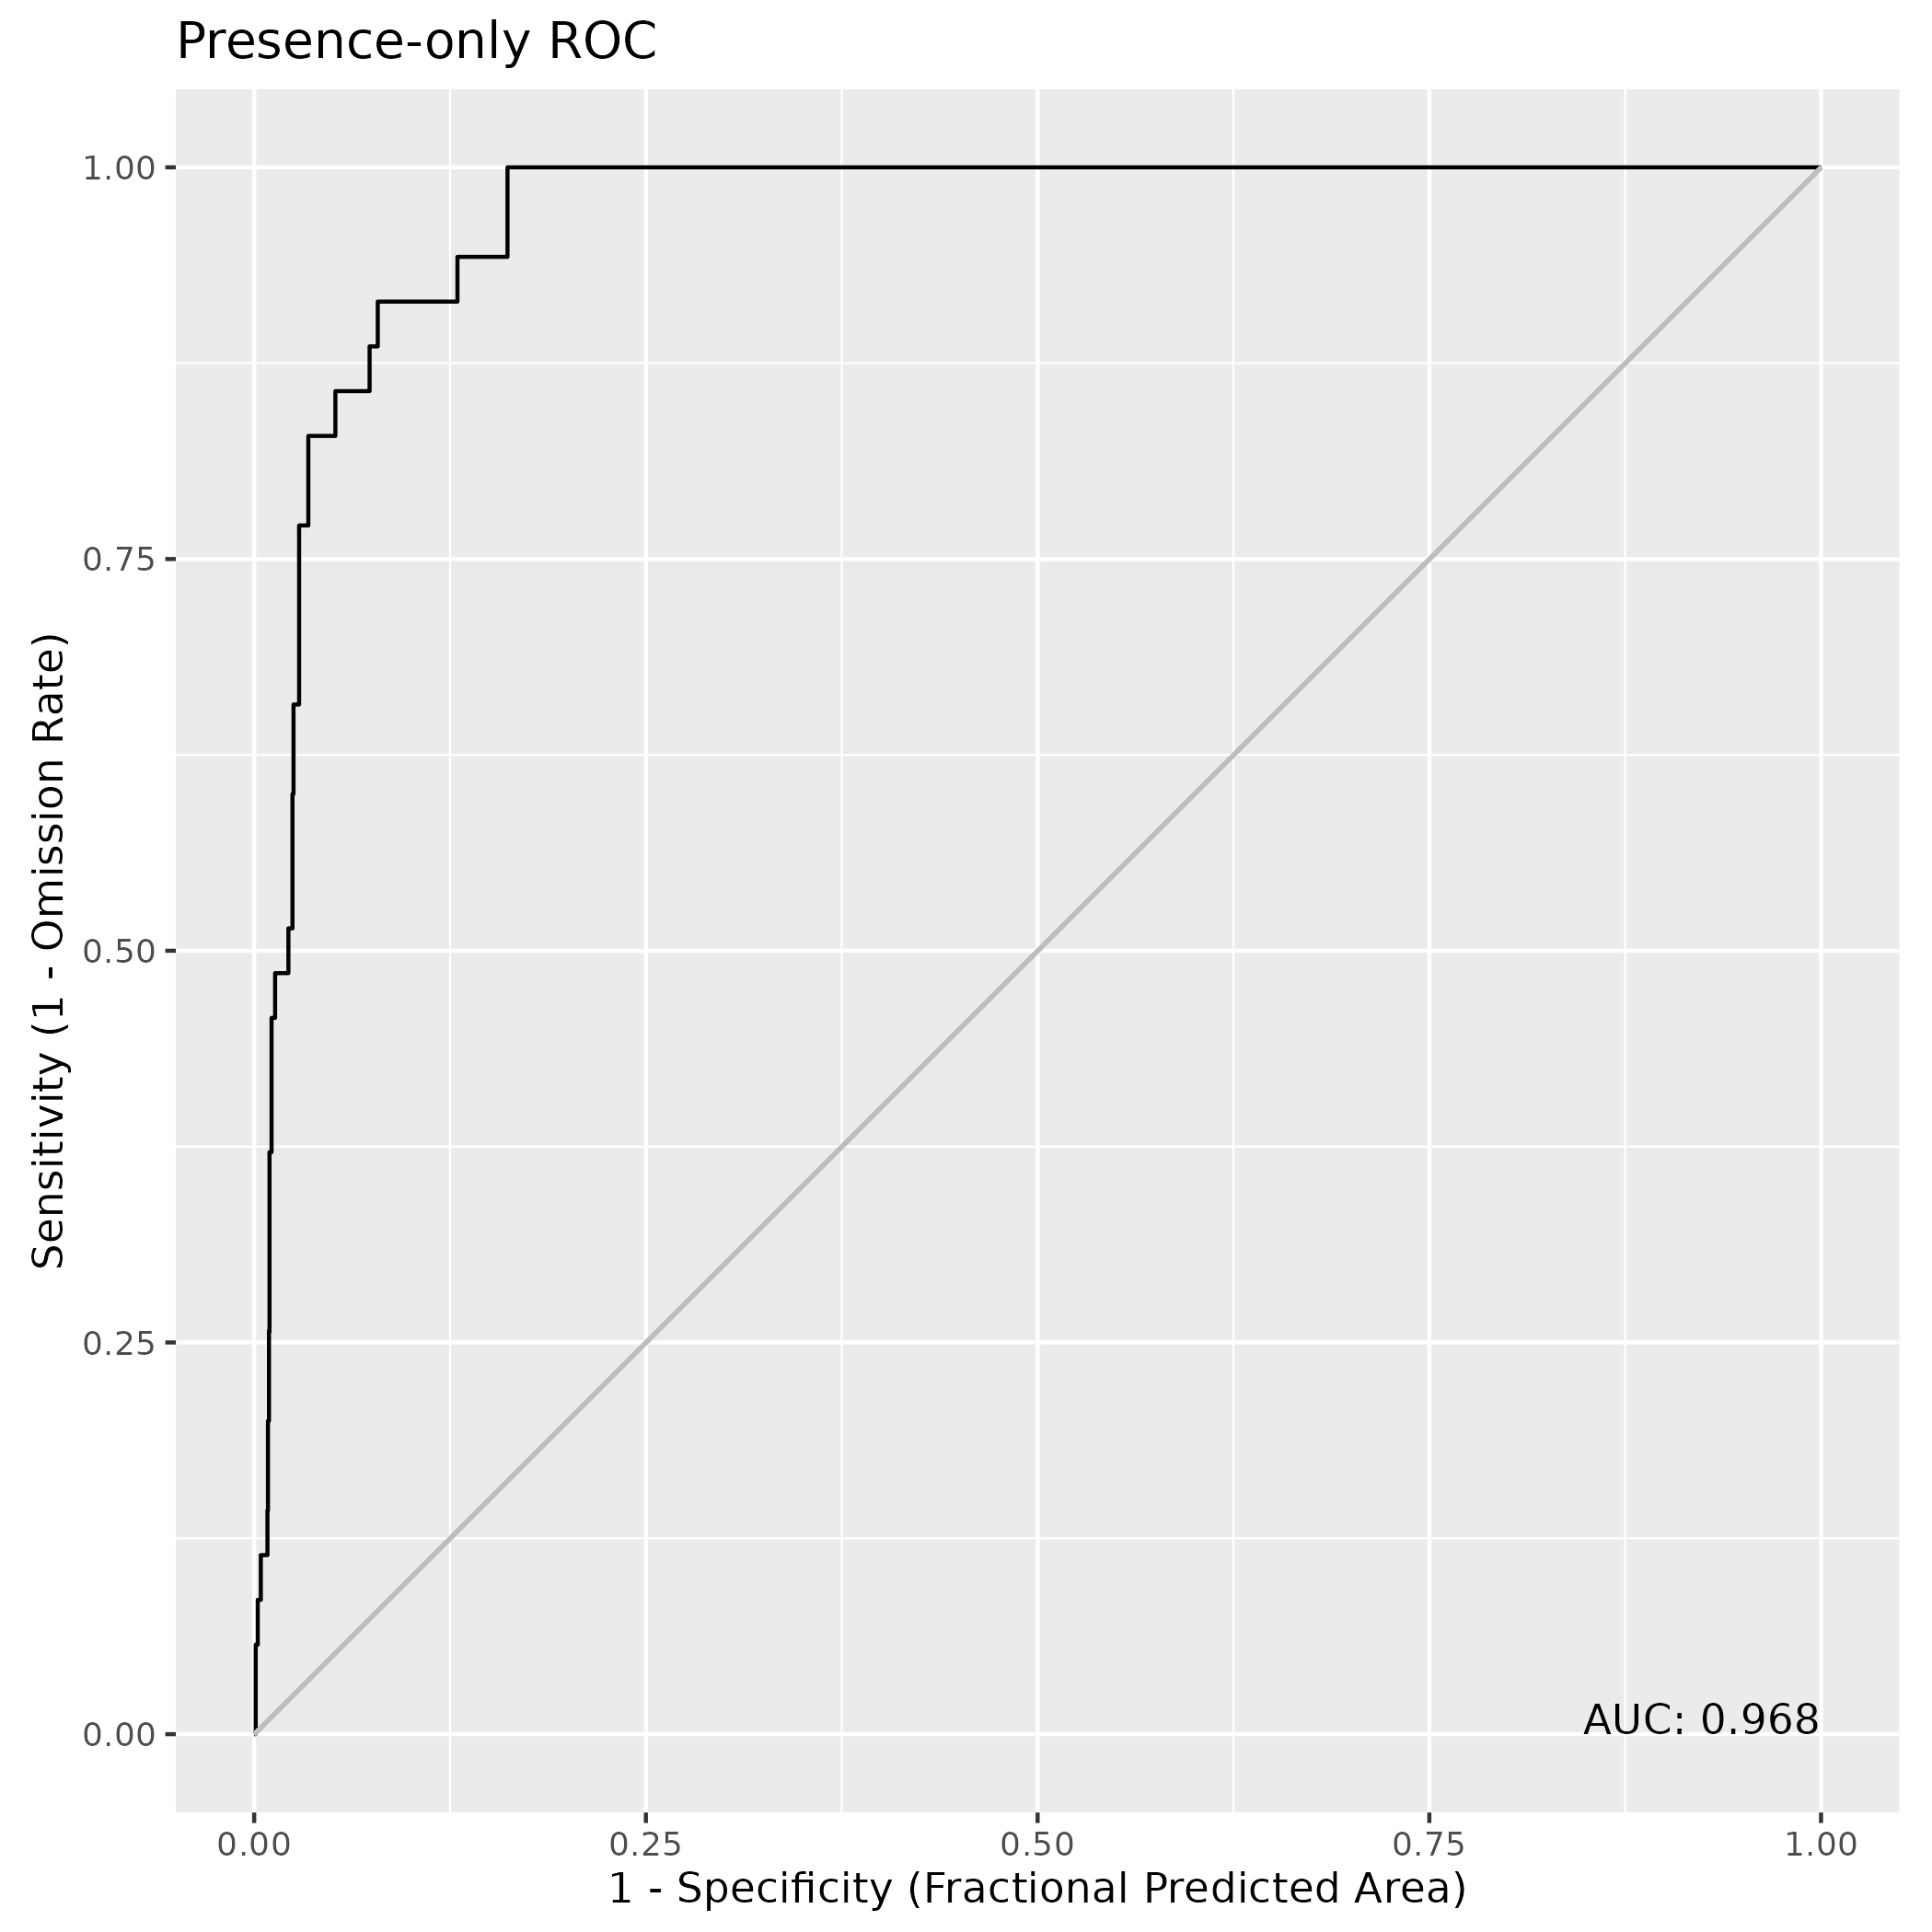 Presence-only ROC
Sensitivity (1 - Omission Rate)
1.00
0.75
0.50
0.25
0.00
AUC: 0.968
0.00
0.25
0.50
0.75
1.00
1 - Specificity (Fractional Predicted Area)